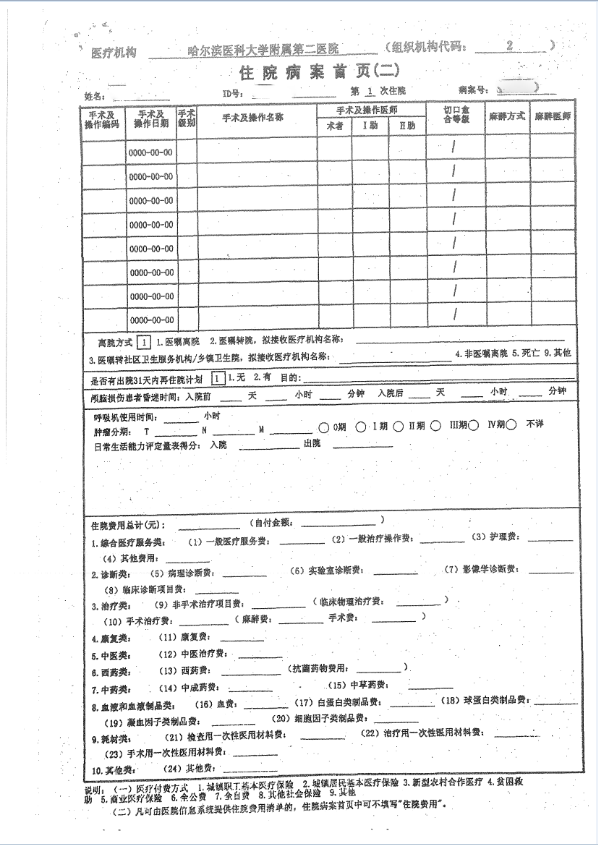 医疗机构 哈尔滨医科大学附属第二医院 （组织机构代码： 2 ）
住院病案首页(二)
姓名： ID号： 第 1 次住院 病案号：
手术及操作编码 手术及操作日期 手术级别 手术及操作名称 手术及操作医师 切口愈合等级 麻醉方式 麻醉医师
术者 I助 II助
0000-00-00 /
0000-00-00 /
0000-00-00 /
0000-00-00 /
0000-00-00 /
0000-00-00 /
0000-00-00 /
0000-00-00 /
离院方式 1 1.医嘱离院 2.医嘱转院，拟接收医疗机构名称：
3.医嘱转社区卫生服务机构/乡镇卫生院，拟接收医疗机构名称： 4.非医嘱离院 5.死亡 9.其他
是否有出院31天内再住院计划 1 1.无 2.有 目的：
颅脑损伤患者昏迷时间：入院前 天 小时 分钟 入院后 天 小时 分钟
呼吸机使用时间： 小时
肿瘤分期： T N M 0期 I期 II期 III期 IV期 不详
日常生活能力评定量表得分： 入院 出院
住院费用总计(元)： (自付金额： )
1.综合医疗服务类： (1)一般医疗服务费： (2)一般治疗操作费： (3)护理费：
(4)其他费用：
2.诊断类： (5)病理诊断费： (6)实验室诊断费： (7)影像学诊断费：
(8)临床诊断项目费：
3.治疗类： (9)非手术治疗项目费： (临床物理治疗费： )
(10)手术治疗费： (麻醉费： 手术费： )
4.康复类： (11)康复费：
5.中医类： (12)中医治疗费：
6.西药类： (13)西药费： (抗菌药物费用： )
7.中药类： (14)中成药费： (15)中草药费：
8.血液和血液制品类： (16)血费： (17)白蛋白类制品费： (18)球蛋白类制品费：
(19)凝血因子类制品费： (20)细胞因子类制品费：
9.耗材类： (21)检查用一次性医用材料费： (22)治疗用一次性医用材料费：
(23)手术用一次性医用材料费：
10.其他类： (24)其他费：
说明：(一)医疗付费方式 1.城镇职工基本医疗保险 2.城镇居民基本医疗保险 3.新型农村合作医疗 4.贫困救
助 5.商业医疗保险 6.全公费 7.全自费 8.其他社会保险 9.其他
(二)凡可由医院信息系统提供住院费用清单的，住院病案首页中可不填写“住院费用”。